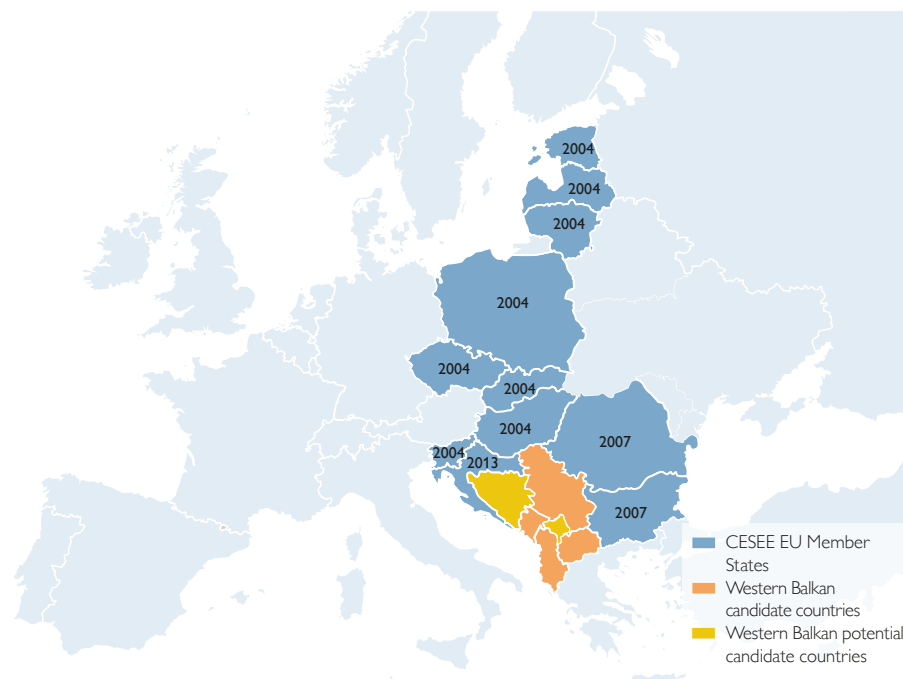 2004
2004
2004
2004
2004
2004
2004
2007
2004
2013
2007
CESEE EU Member
States
Western Balkan
candidate countries
Western Balkan potential
candidate countries